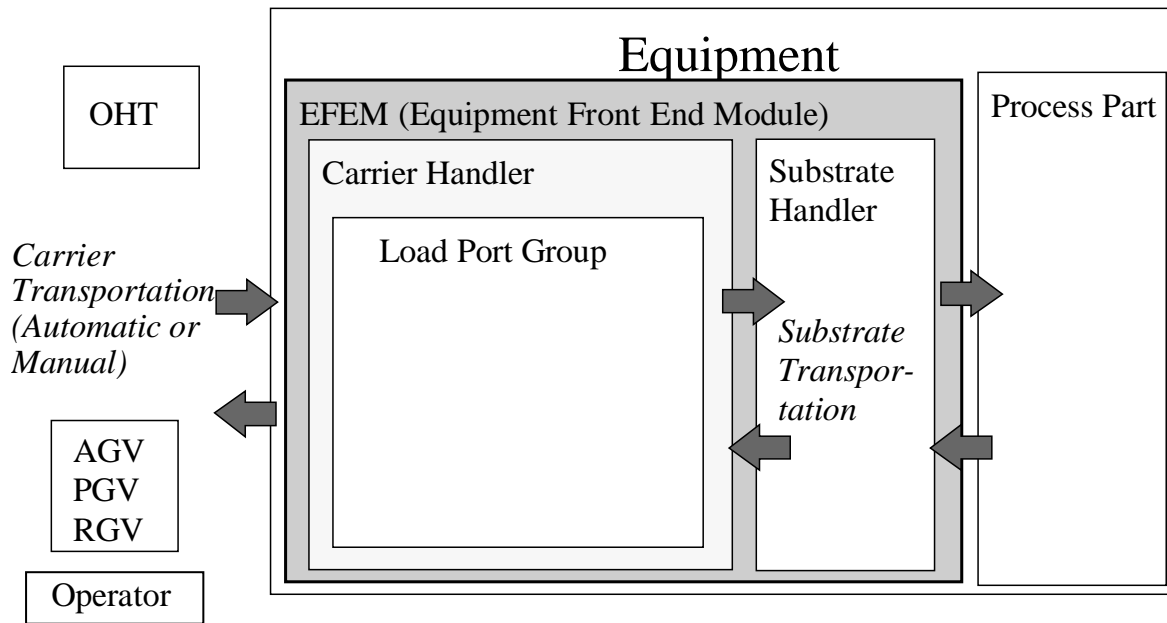 Equipment
OHT
EFEM (Equipment Front End Module)
Process Part
Carrier Handler
Substrate
Handler
Load Port Group
Carrier
Transportation
(Automatic or
Manual)
Substrate
Transpor-
tation
AGV
PGV
RGV
Operator